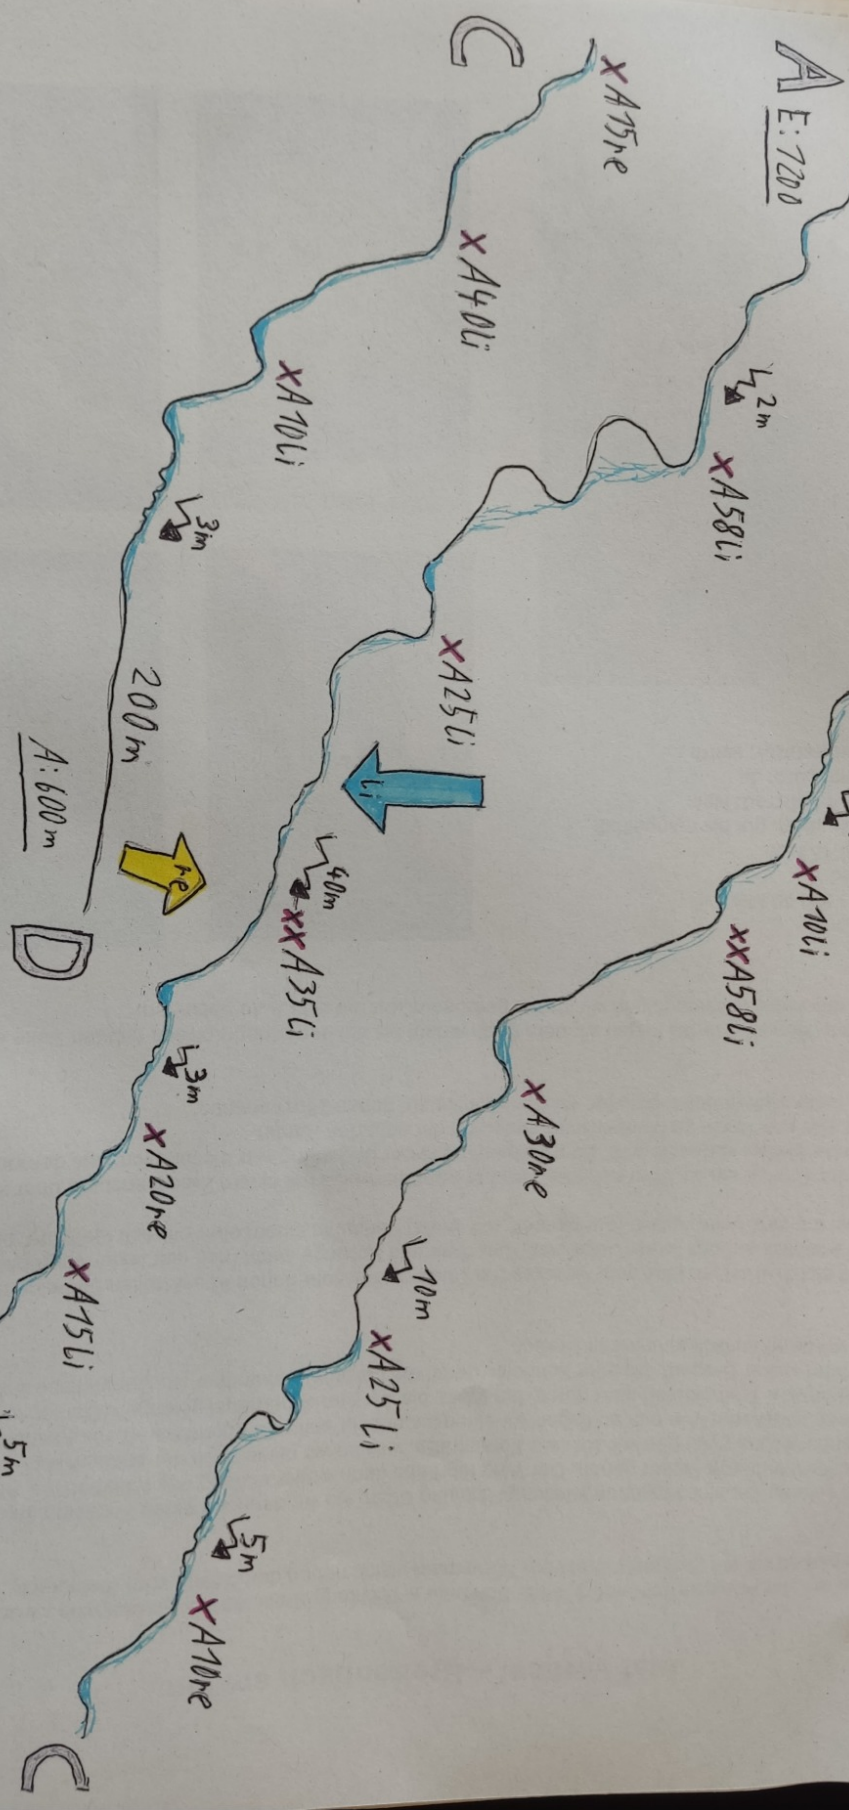 A
E: 1200
2m
xA58li
xA25li
li
40m
xxA35li
3m
xA20re
xA15li
5m
xA10li
xxA58li
xA30re
10m
xA25li
5m
xA10re
C
C
xA15re
xA40li
xA10li
3m
200m
re
A: 600m
D